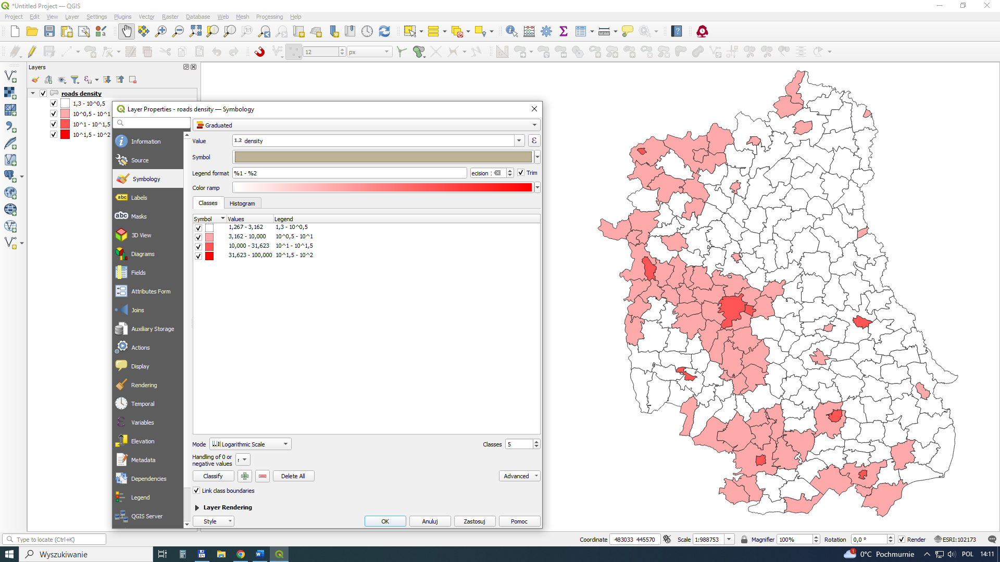 *Untitled Project — QGIS
Project Edit View Layer Settings Plugins Vector Raster Database Web Mesh Processing Help
12 px
Layers
roads density
1,3 - 10^0,5
10^0,5 - 10^1
10^1 - 10^1,5
10^1,5 - 10^2
Layer Properties - roads density — Symbology
Information
Source
Symbology
Labels
Masks
3D View
Diagrams
Fields
Attributes Form
Joins
Auxiliary Storage
Actions
Display
Rendering
Temporal
Variables
Elevation
Metadata
Dependencies
Legend
QGIS Server
Graduated
Value 1.2 density
Symbol
Legend format %1 - %2 ecision : Trim
Color ramp
Classes Histogram
Symbol Values Legend
1,267 - 3,162 1,3 - 10^0,5
3,162 - 10,000 10^0,5 - 10^1
10,000 - 31,623 10^1 - 10^1,5
31,623 - 100,000 10^1,5 - 10^2
Mode Logarithmic Scale Classes 5
Handling of 0 or
negative values
Classify Delete All Advanced
Link class boundaries
Layer Rendering
Style OK Anuluj Zastosuj Pomoc
Type to locate (Ctrl+K) Coordinate 483033 445570 Scale 1:988753 Magnifier 100% Rotation 0,0 ° Render ESRI:102173
Wyszukiwanie 0°C Pochmurnie POL 14:11